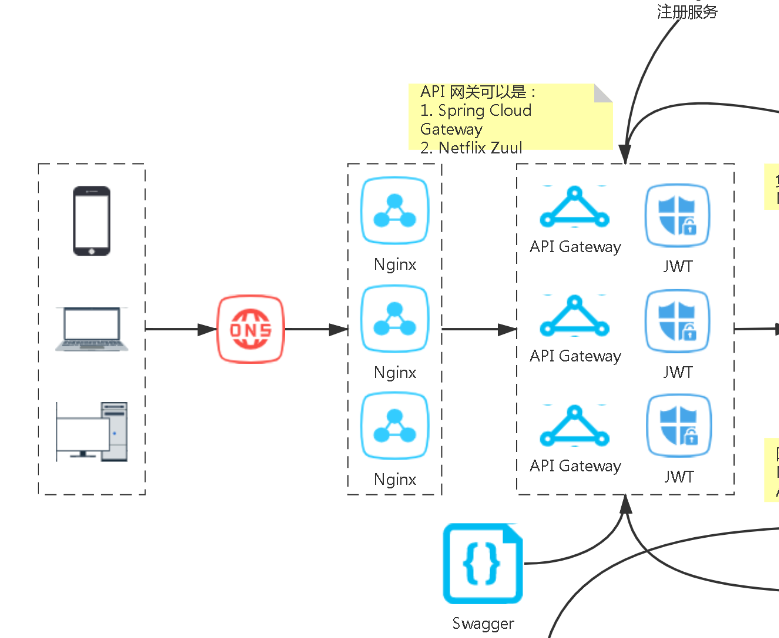 注册服务
API 网关可以是：
1. Spring Cloud
Gateway
2. Netflix Zuul
Nginx
API Gateway
JWT
ONS
Nginx
API Gateway
JWT
Nginx
API Gateway
JWT
{}
Swagger